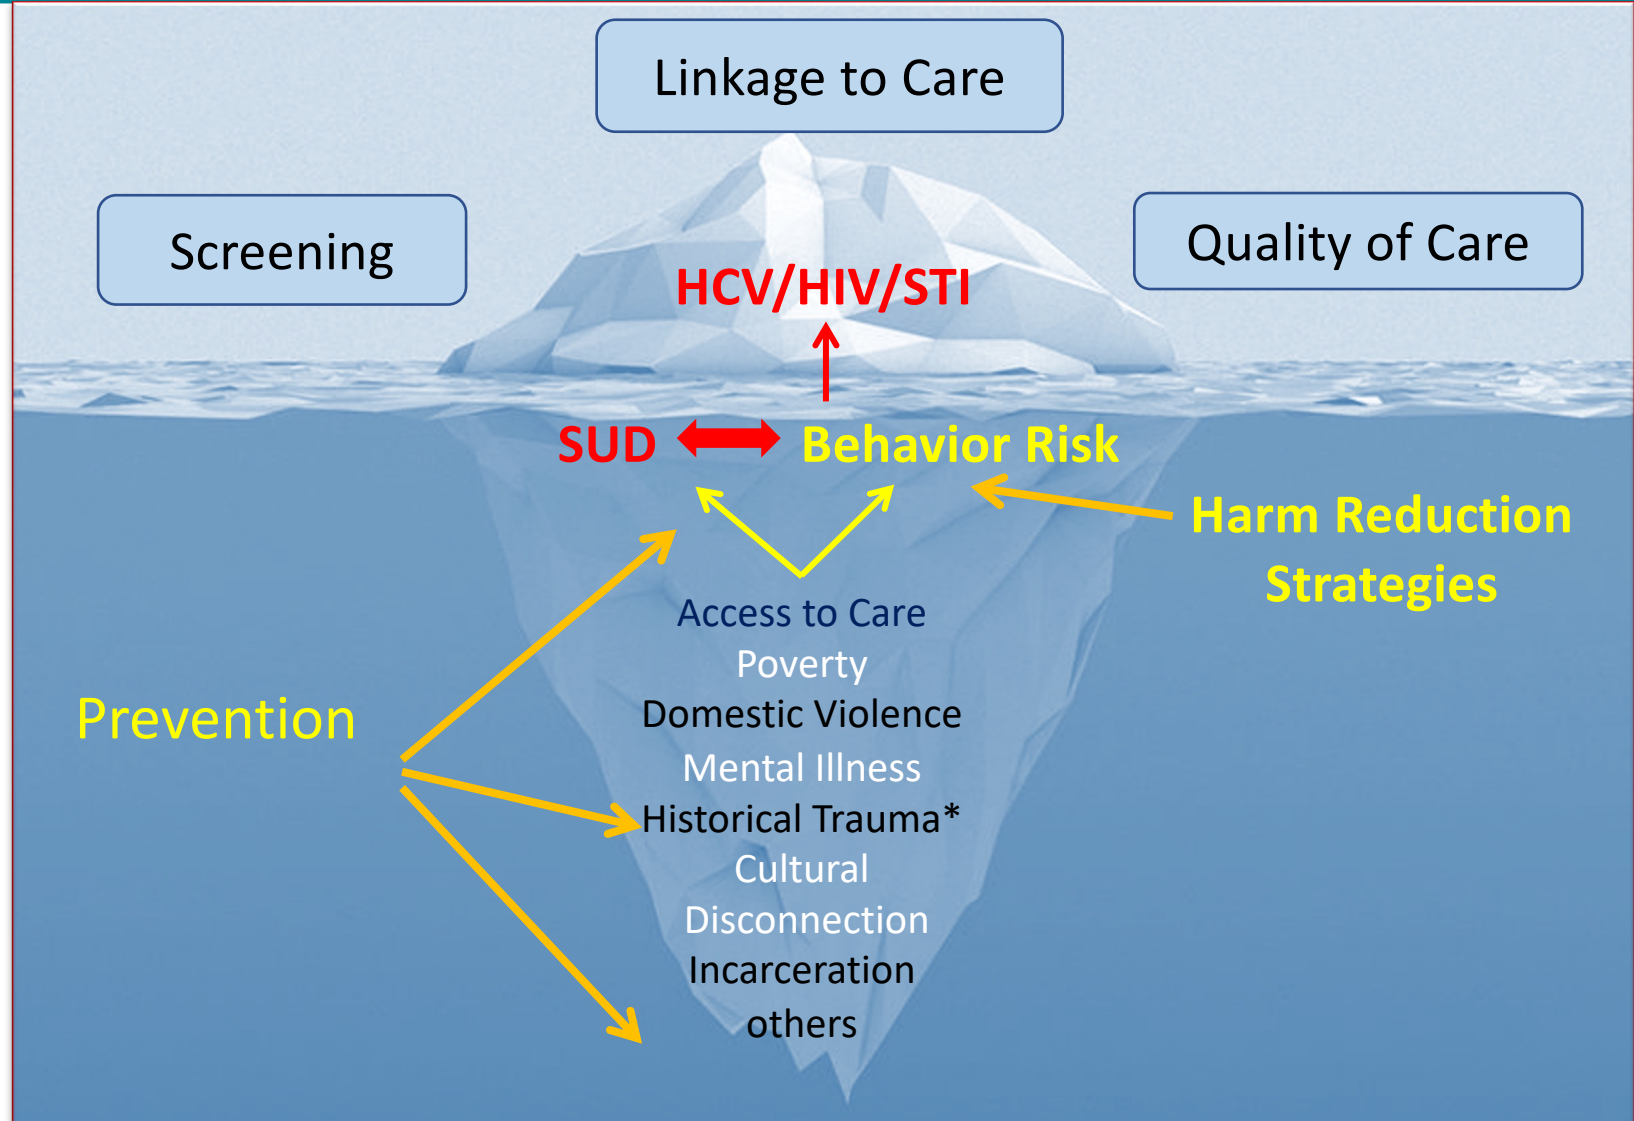 Linkage to Care
Screening
Quality of Care
HCV/HIV/STI
SUD
Behavior Risk
Harm Reduction
Strategies
Access to Care
Poverty
Domestic Violence
Prevention
Mental Illness
Historical Trauma*
Cultural
Disconnection
Incarceration
others